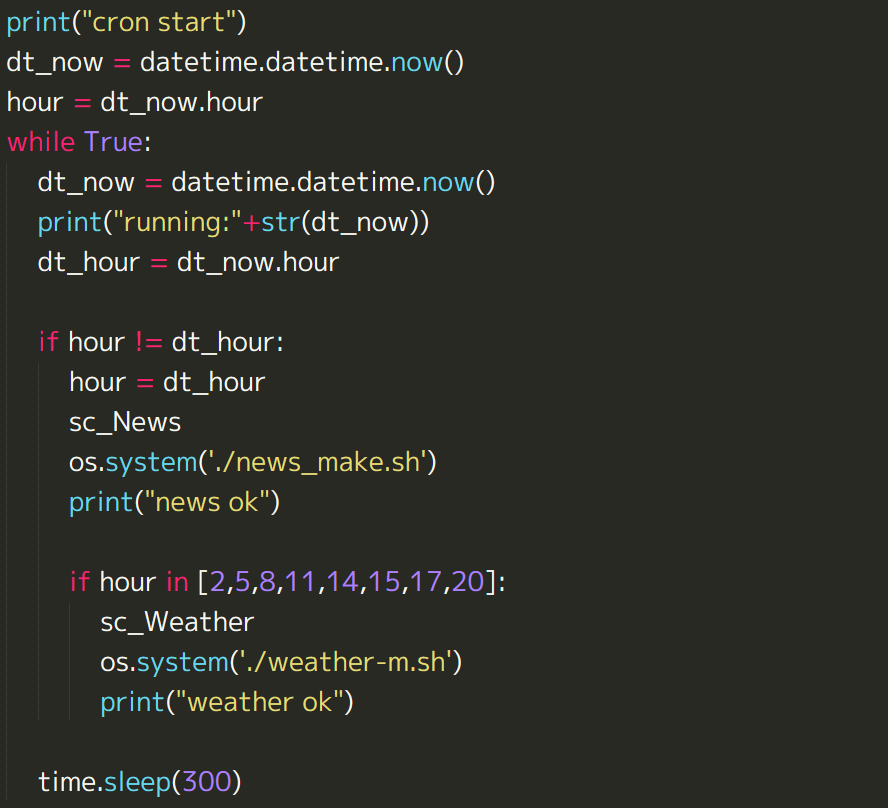 print("cron start")
dt_now = datetime.datetime.now()
hour = dt_now.hour
while True:
    dt_now = datetime.datetime.now()
    print("running:"+str(dt_now))
    dt_hour = dt_now.hour
    if hour != dt_hour:
        hour = dt_hour
        sc_News
        os.system('./news_make.sh')
        print("news ok")
        if hour in [2,5,8,11,14,15,17,20]:
            sc_Weather
            os.system('./weather-m.sh')
            print("weather ok")
    time.sleep(300)